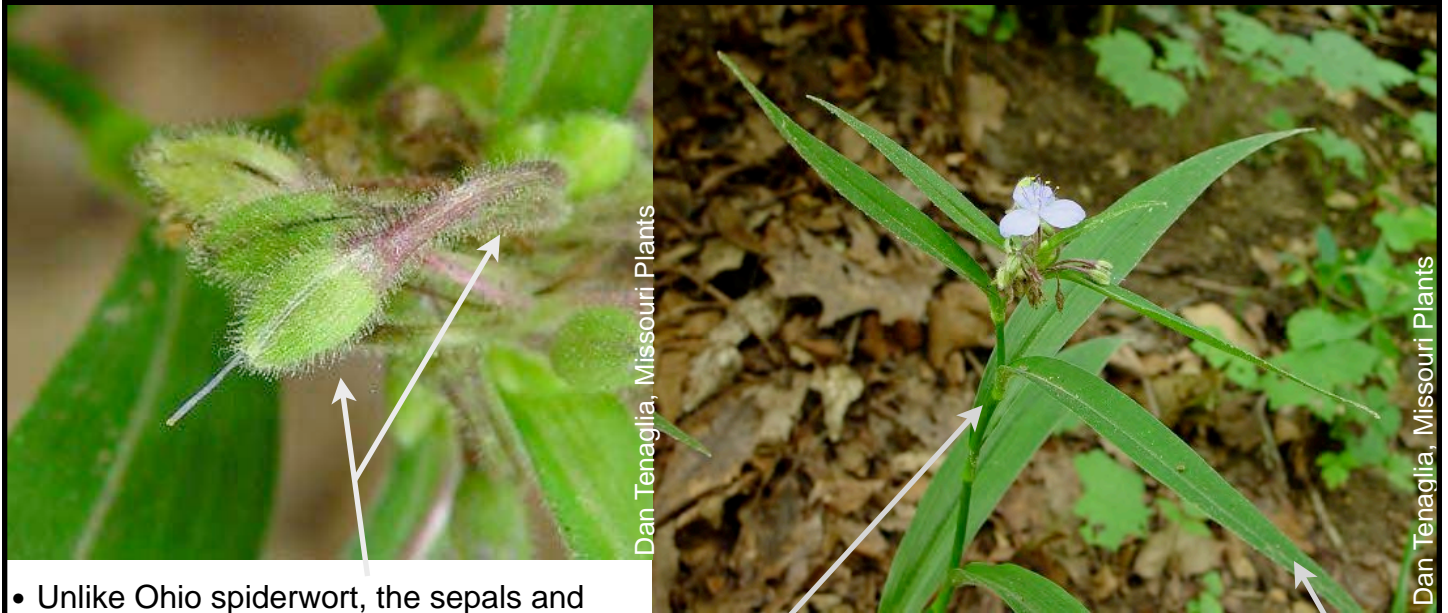 Dan Tenaglia, Missouri Plants
Dan Tenaglia, Missouri Plants
• Unlike Ohio spiderwort, the sepals and